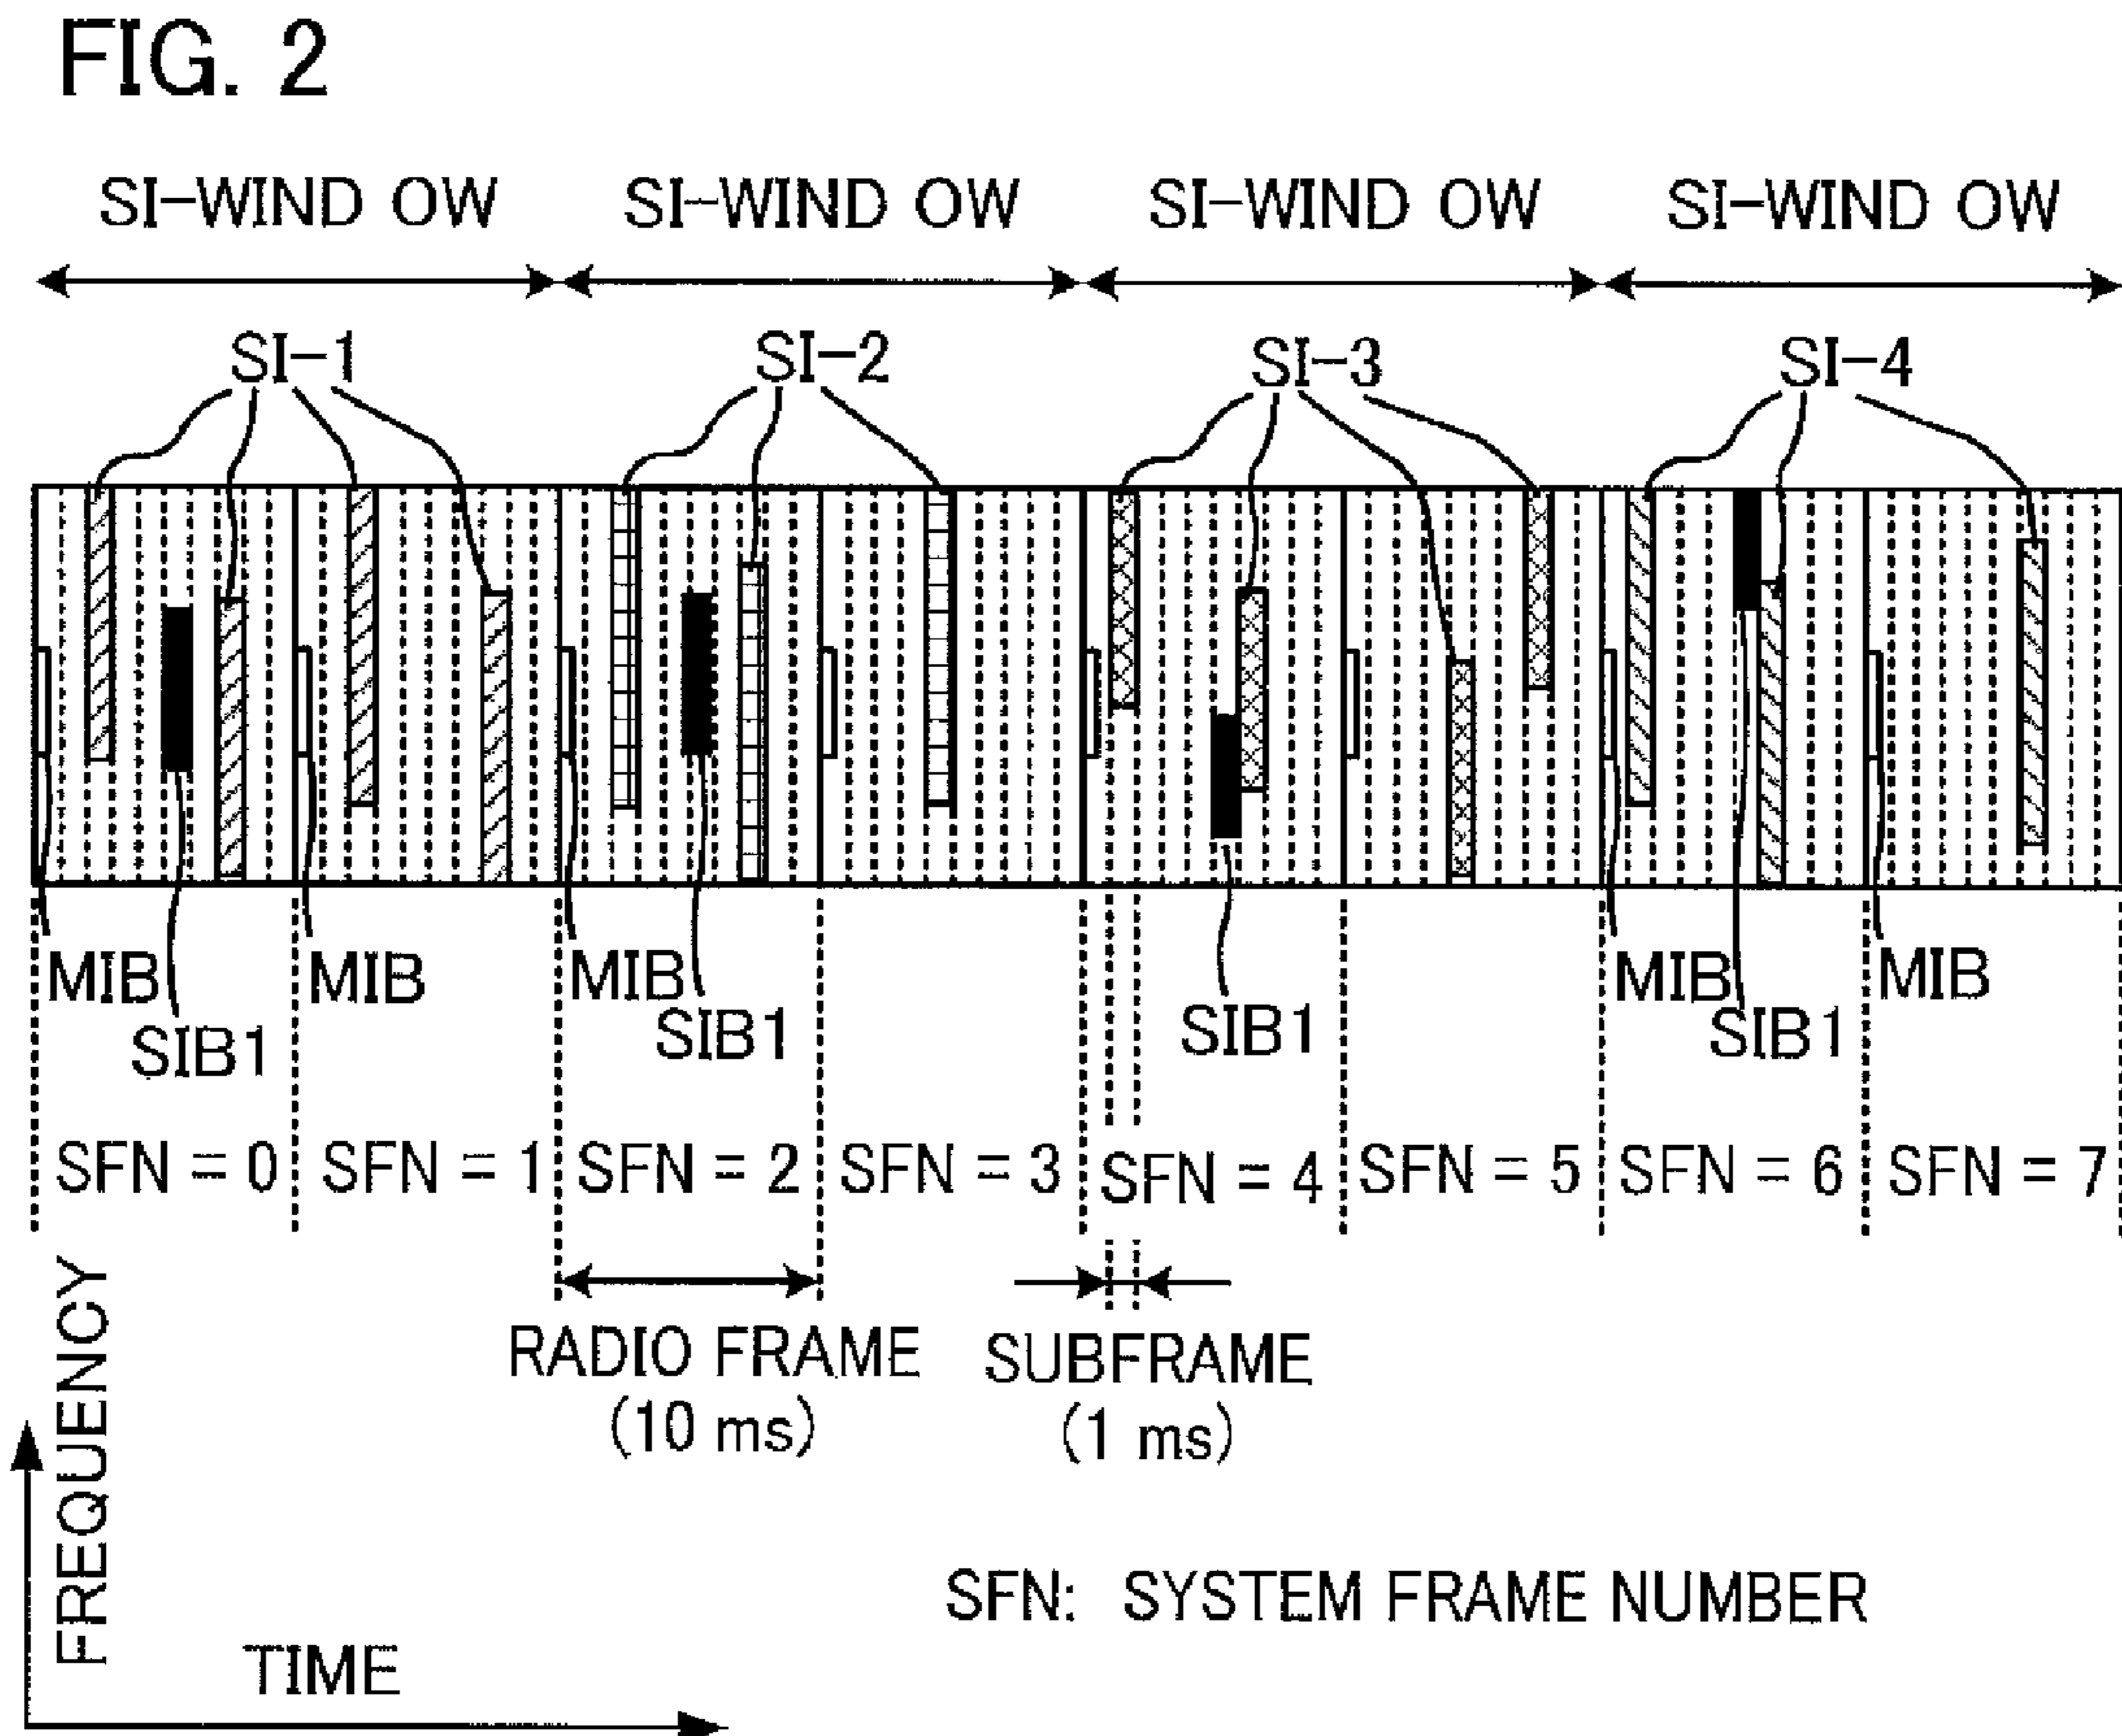 FIG. 2
SI-WIND OW SI-WIND OW SI-WIND OW SI-WIND OW
SI-1 SI-2 SI-3 SI-4
MIB MIB MIB MIB MIB
SIB1 SIB1 SIB1 SIB1
SFN = 0 SFN = 1 SFN = 2 SFN = 3 SFN = 4 SFN = 5 SFN = 6 SFN = 7
RADIO FRAME
(10 ms)
SUBFRAME
(1 ms)
FREQUENCY
TIME
SFN: SYSTEM FRAME NUMBER